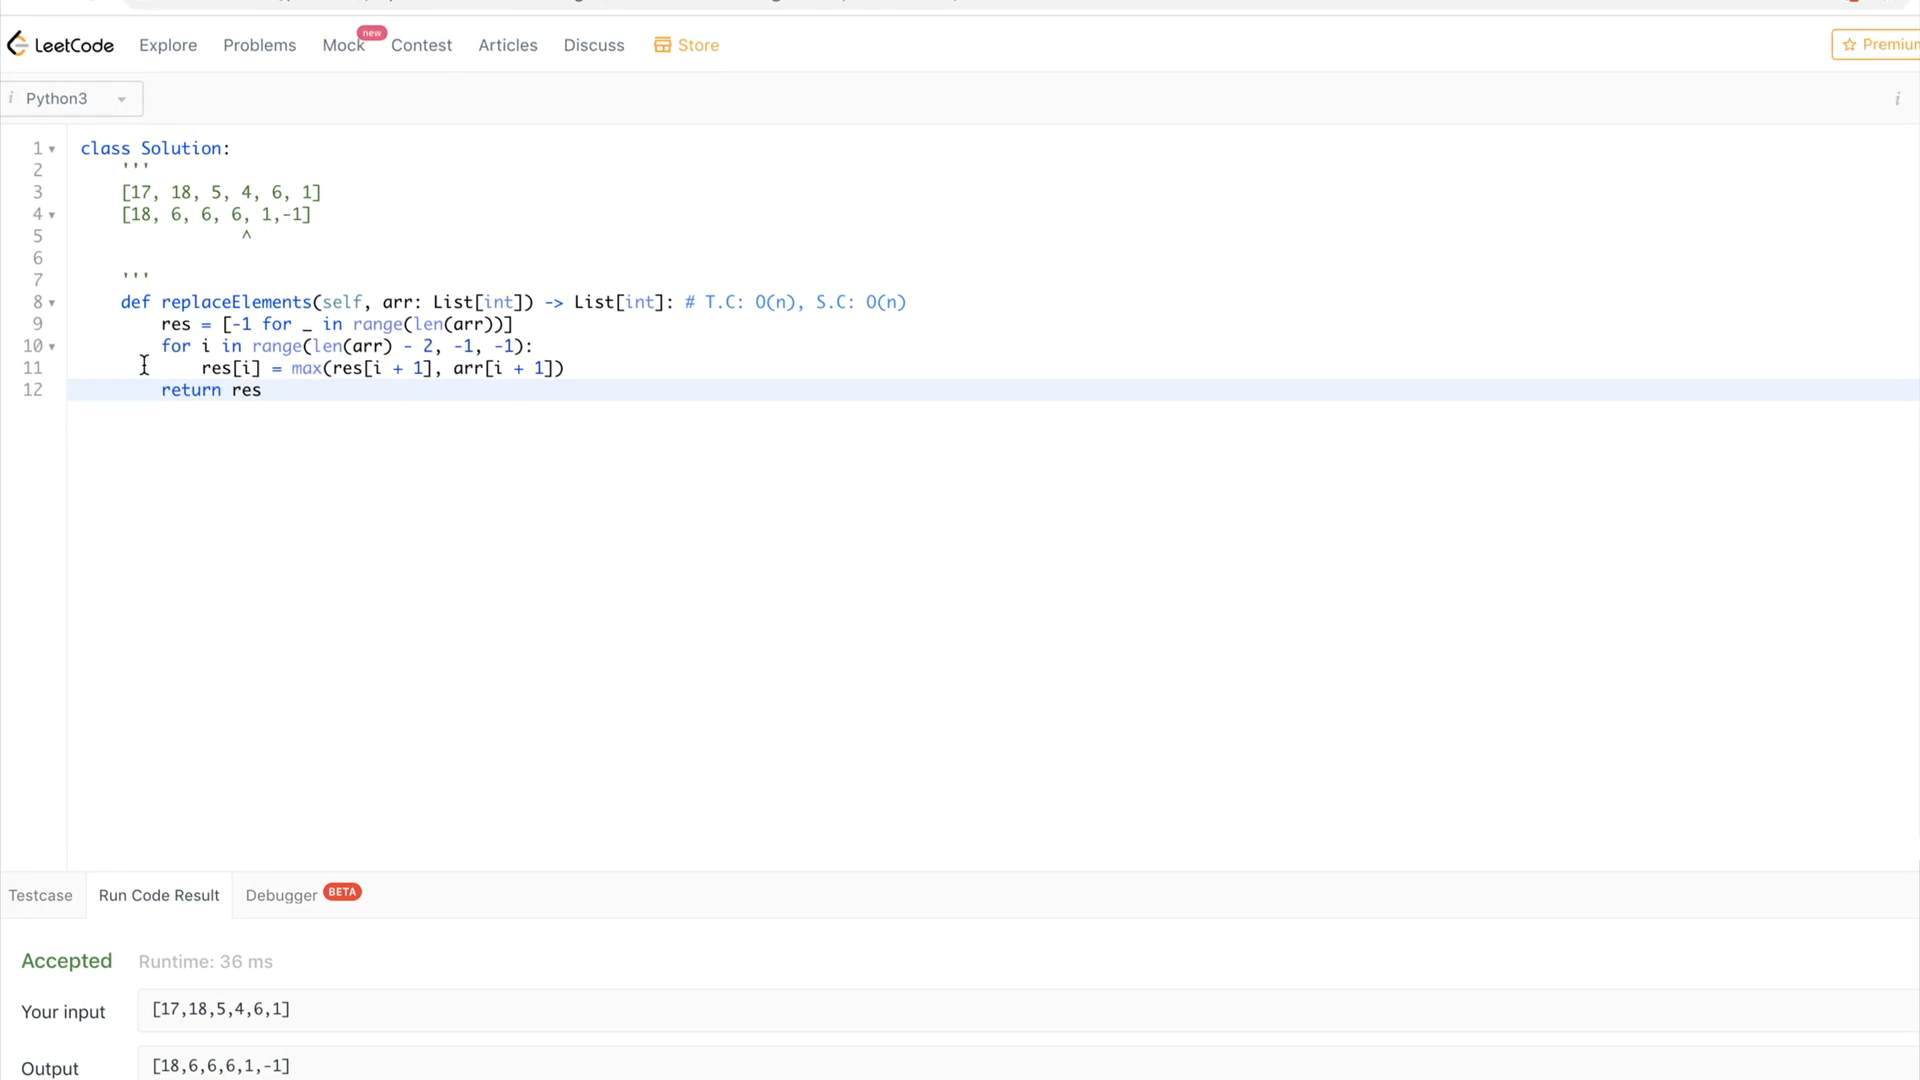 LeetCode Explore Problems Mock new Contest Articles Discuss Store Premium
i Python3 i
1 class Solution:
2 '''
3 [17, 18, 5, 4, 6, 1]
4 [18, 6, 6, 6, 1,-1]
5 ^
6
7 '''
8 def replaceElements(self, arr: List[int]) -> List[int]: # T.C: O(n), S.C: O(n)
9 res = [-1 for _ in range(len(arr))]
10 for i in range(len(arr) - 2, -1, -1):
11 res[i] = max(res[i + 1], arr[i + 1])
12 return res
Testcase Run Code Result Debugger BETA
Accepted Runtime: 36 ms
Your input [17,18,5,4,6,1]
Output [18,6,6,6,1,-1]